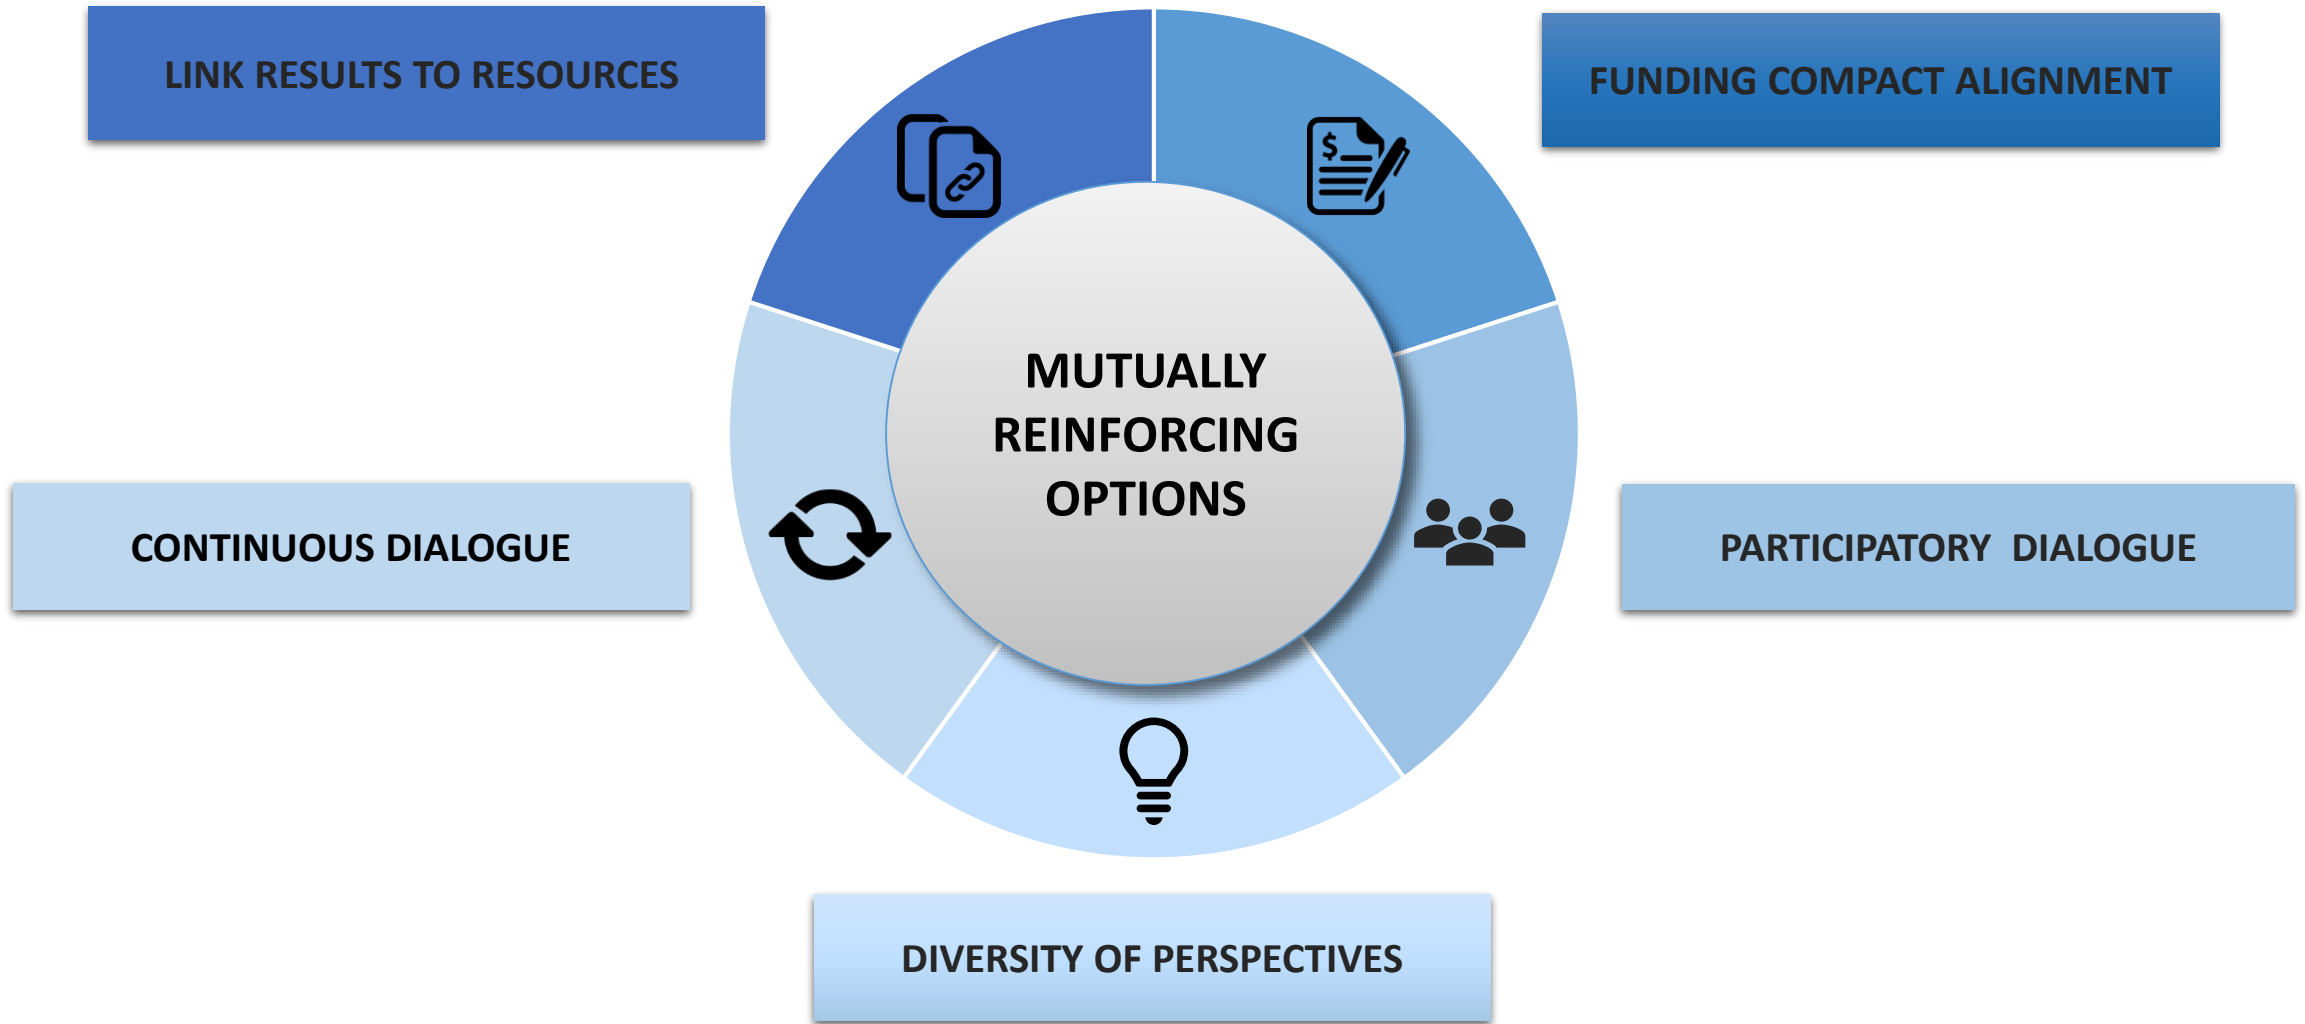 LINK RESULTS TO RESOURCES
FUNDING COMPACT ALIGNMENT
$
MUTUALLY
REINFORCING
OPTIONS
CONTINUOUS DIALOGUE
PARTICIPATORY  DIALOGUE
DIVERSITY OF PERSPECTIVES